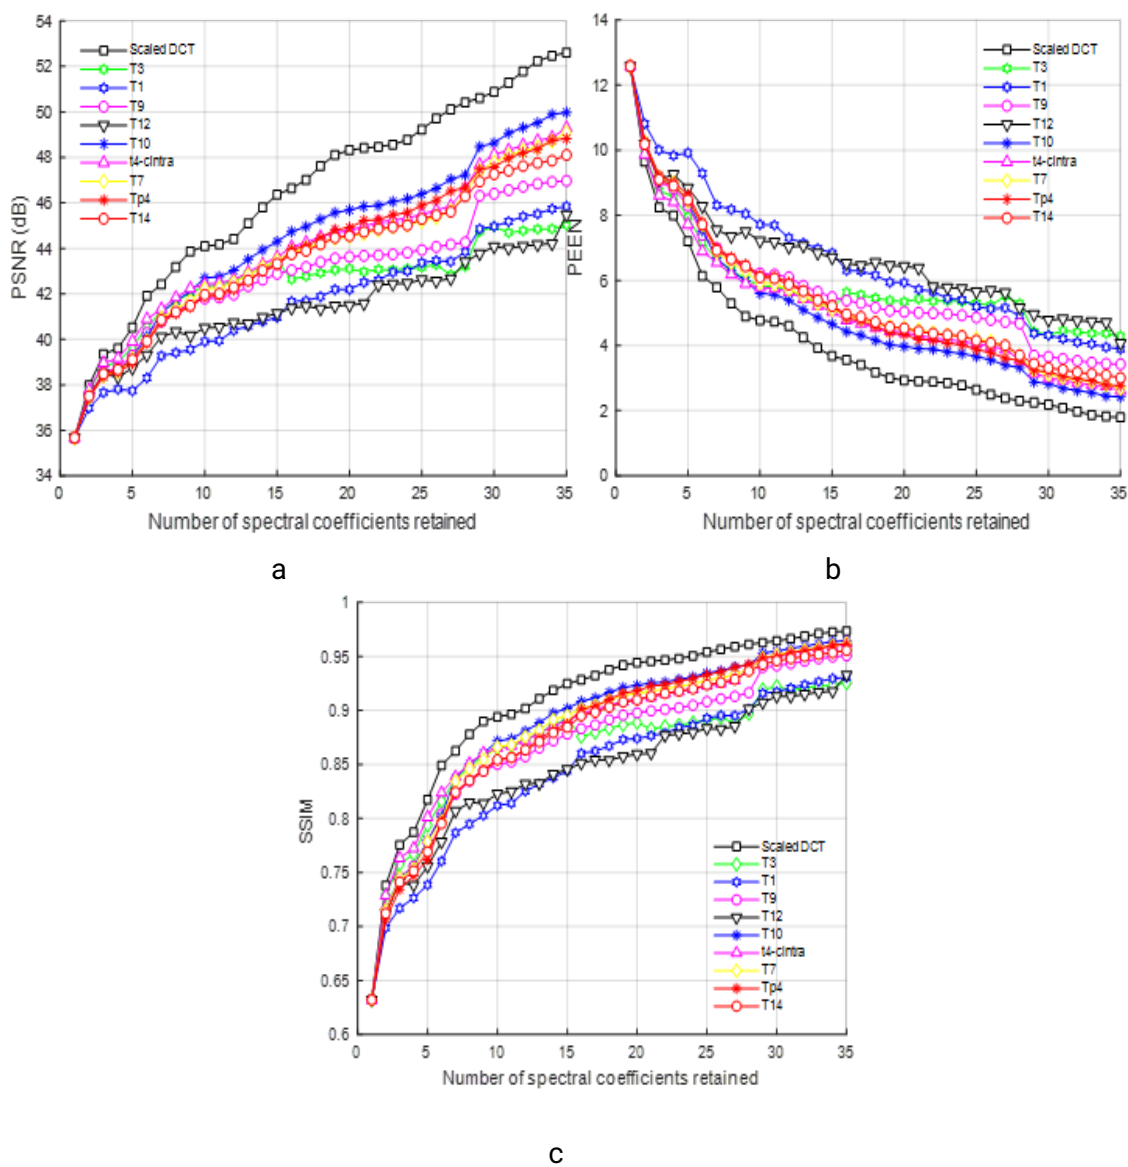 54
52
50
48
46
44
42
40
38
36
34
PSNR (dB)
Scaled DCT
T3
T1
T9
T12
T10
t4-cintra
T7
Tp4
T14
0 5 10 15 20 25 30 35
Number of spectral coefficients retained
a
14
12
10
8
6
4
2
0
PEEN
Scaled DCT
T3
T1
T9
T12
T10
t4-cintra
T7
Tp4
T14
0 5 10 15 20 25 30 35
Number of spectral coefficients retained
b
1
0.95
0.9
0.85
0.8
0.75
0.7
0.65
0.6
SSIM
Scaled DCT
T3
T1
T9
T12
T10
t4-cintra
T7
Tp4
T14
0 5 10 15 20 25 30 35
Number of spectral coefficients retained
c